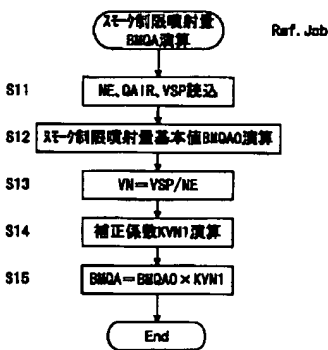 スモーク制限噴射量
BMQA演算
Ref.Job
S11
NE、QAIR、VSP読込
S12
スモーク制限噴射量基本値BMQA0演算
S13
VN=VSP/NE
S14
補正係数KVN1演算
S15
BMQA=BMQA0×KVN1
End